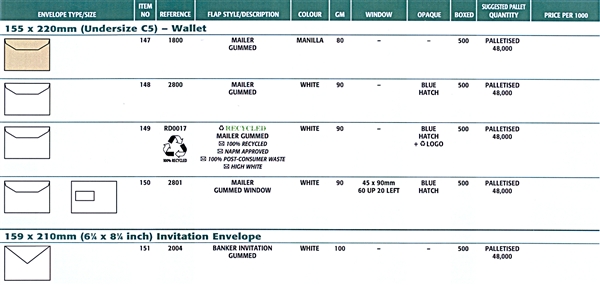 ENVELOPE TYPE/SIZE ITEM NO REFERENCE FLAP STYLE/DESCRIPTION COLOUR GM WINDOW OPAQUE BOXED SUGGESTED PALLET QUANTITY PRICE PER 1000
155 x 220mm (Undersize C5) – Wallet
147 1800 MAILER MANILLA 80 – – 500 PALLETISED
GUMMED 48,000
148 2800 MAILER WHITE 90 – BLUE 500 PALLETISED
GUMMED HATCH 48,000
149 RD0017 RECYCLED WHITE 90 – BLUE 500 PALLETISED
MAILER GUMMED HATCH 48,000
100% RECYCLED + LOGO
NAPM APPROVED
100% RECYCLED 100% POST-CONSUMER WASTE
HIGH WHITE
150 2801 MAILER WHITE 90 45 x 90mm BLUE 500 PALLETISED
GUMMED WINDOW 60 UP 20 LEFT HATCH 48,000
159 x 210mm (6¼ x 8¼ inch) Invitation Envelope
151 2004 BANKER INVITATION WHITE 100 – – 500 PALLETISED
GUMMED 48,000